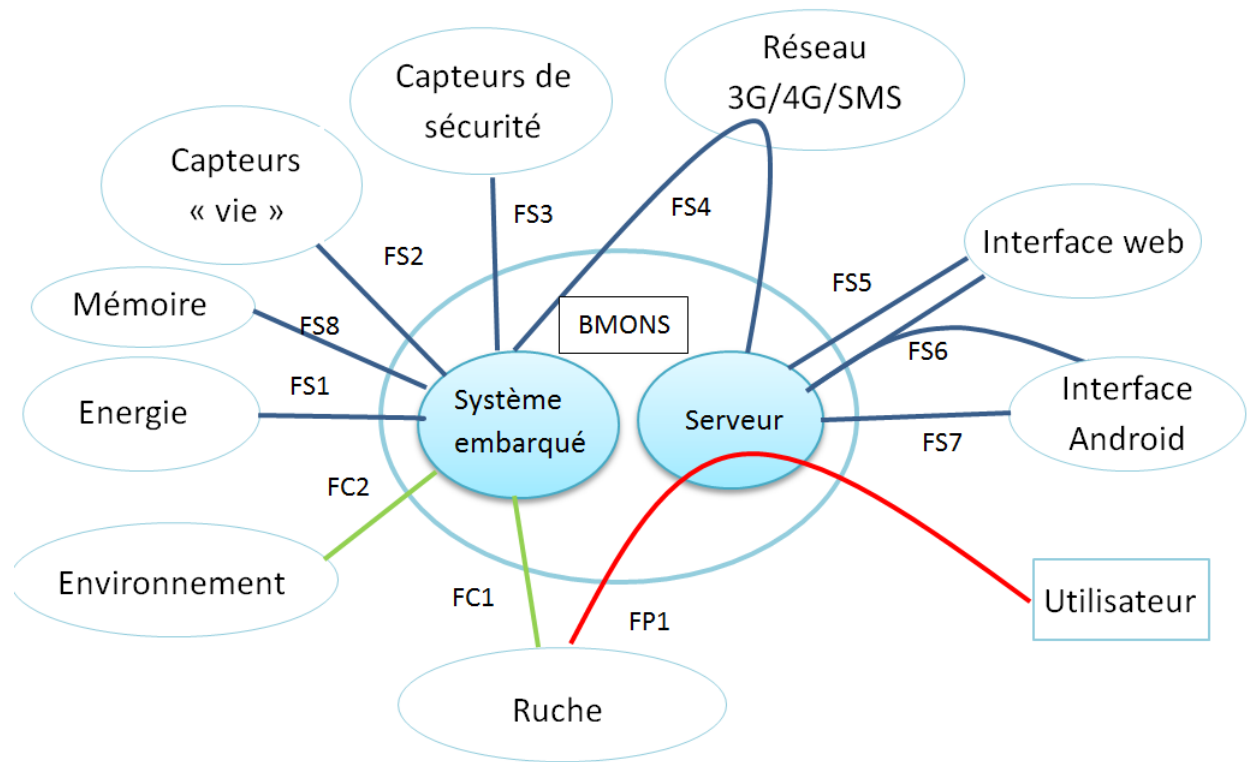 Réseau
3G/4G/SMS
Capteurs de
sécurité
Capteurs
« vie »
FS3
FS4
FS2
Interface web
FS5
Mémoire
FS8
BMONS
FS6
FS1
Energie
Système
embarqué
Serveur
Interface
Android
FS7
FC2
Environnement
FC1
FP1
Utilisateur
Ruche